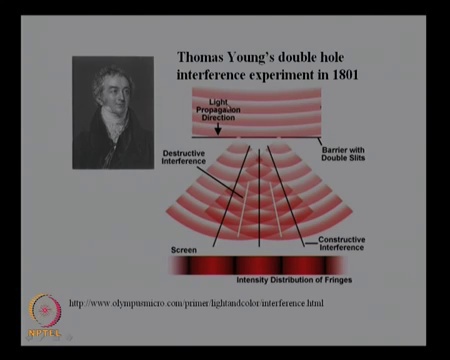 Thomas Young's double hole
interference experiment in 1801
Light
Propagation
Direction
Barrier with
Double Slits
Destructive
Interference
Constructive
Interference
Screen
Intensity Distribution of Fringes
http://www.olympusmicro.com/primer/lightandcolor/interference.html
NPTEL